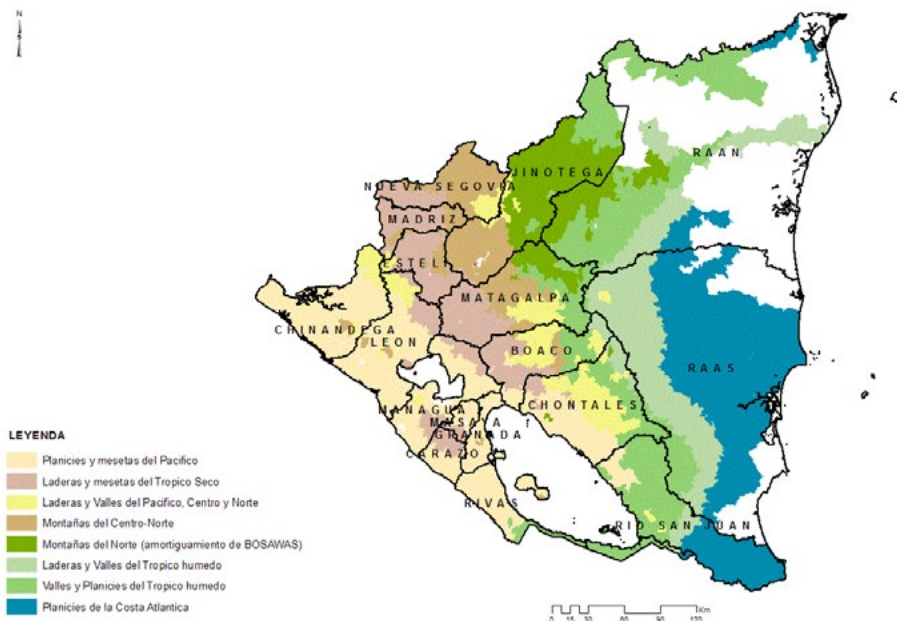 N
JINOTEGA
RAAN
NUEVA SEGOVIA
MADRIZ
ESTELI
MATAGALPA
CHINANDEGA
LEON
BOACO
RAAS
MANAGUA
CHONTALES
MASAYA
GRANADA
CARAZO
RIVAS
RIO SAN JUAN
LEYENDA
Planicies y mesetas del Pacifico
Laderas y mesetas del Tropico Seco
Laderas y Valles del Pacifico, Centro y Norte
Montañas del Centro-Norte
Montañas del Norte (amortiguamiento de BOSAWAS)
Laderas y Valles del Tropico humedo
Valles y Planicies del Tropico humedo
Planicies de la Costa Atlantica
Km
0 15 30 60 90 120